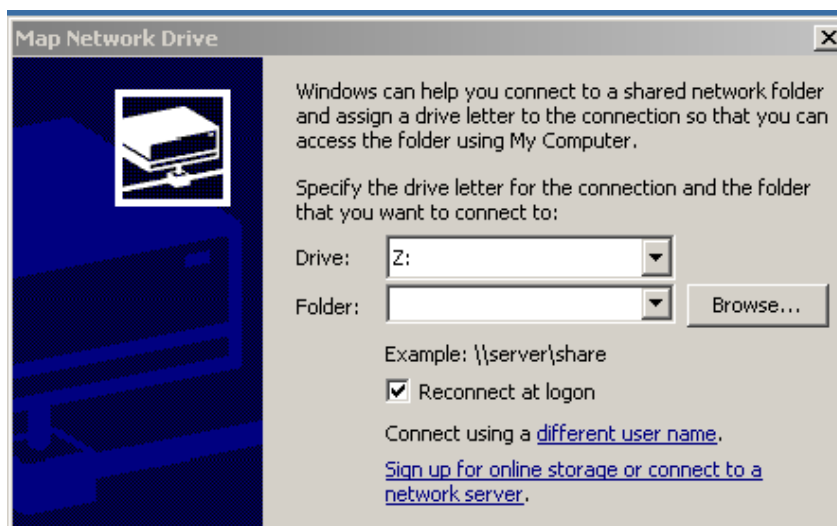 Map Network Drive
Windows can help you connect to a shared network folder
and assign a drive letter to the connection so that you can
access the folder using My Computer.
Specify the drive letter for the connection and the folder
that you want to connect to:
Drive: Z:
Folder: Browse...
Example: \\server\share
Reconnect at logon
Connect using a different user name.
Sign up for online storage or connect to a
network server.